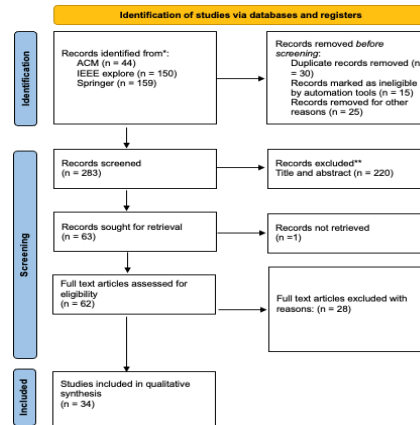 Identification of studies via databases and registers
Identification
Records identified from*:
ACM (n = 44)
IEEE explore (n = 150)
Springer (n = 159)
Records removed before
screening:
Duplicate records removed (n
= 30)
Records marked as ineligible
by automation tools (n = 15)
Records removed for other
reasons (n = 25)
Screening
Records screened
(n = 283)
Records excluded**
Title and abstract (n = 220)
Records sought for retrieval
(n = 63)
Records not retrieved
(n =1)
Full text articles assessed for
eligibility
(n = 62)
Full text articles excluded with
reasons: (n = 28)
Included
Studies included in qualitative
synthesis
(n = 34)